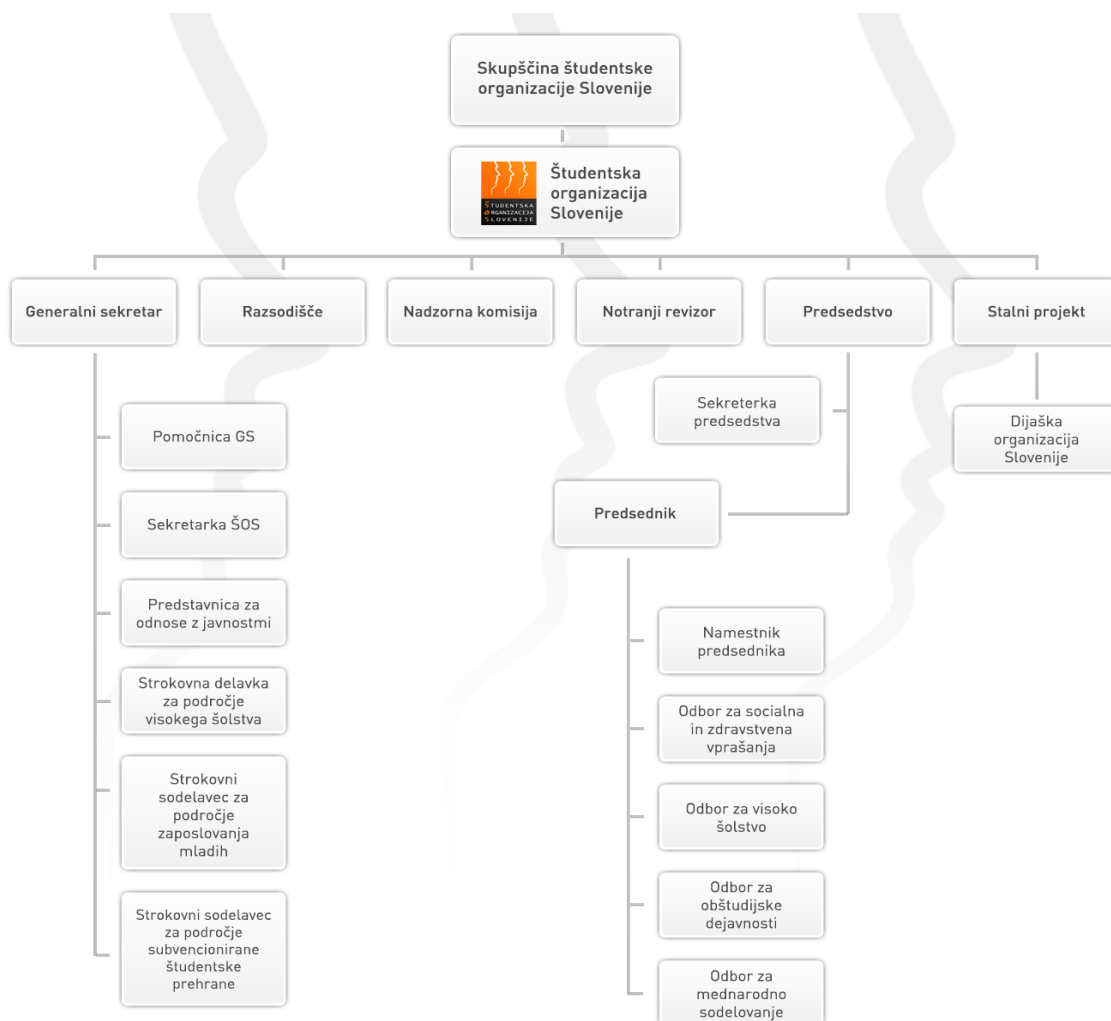 Skupščina študentske
organizacije Slovenije
ŠTUDENTSKA
ORGANIZACIJA
SLOVENIJE
Študentska
organizacija
Slovenije
Generalni sekretar
Razsodišče
Nadzorna komisija
Notranji revizor
Predsedstvo
Stalni projekt
Pomočnica GS
Sekretarka ŠOS
Predstavnica za
odnose z javnostmi
Strokovna delavka
za področje
visokega šolstva
Strokovni
sodelavec za
področje
zaposlovanja
mladih
Strokovni sodelavec
za področje
subvencionirane
študentske
prehrane
Sekreterka
predsedstva
Predsednik
Namestnik
predsednika
Odbor za socialna
in zdravstvena
vprašanja
Odbor za visoko
šolstvo
Odbor za
obštudijske
dejavnosti
Odbor za
mednarodno
sodelovanje
Dijaška
organizacija
Slovenije